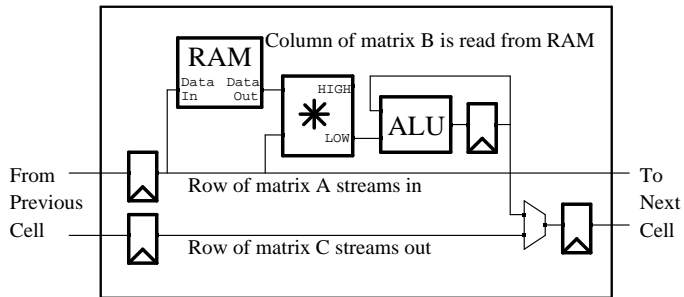 Column of matrix B is read from RAM
RAM
Data Data
In Out
HIGH
LOW
ALU
From
Previous
Cell
Row of matrix A streams in
Row of matrix C streams out
To
Next
Cell